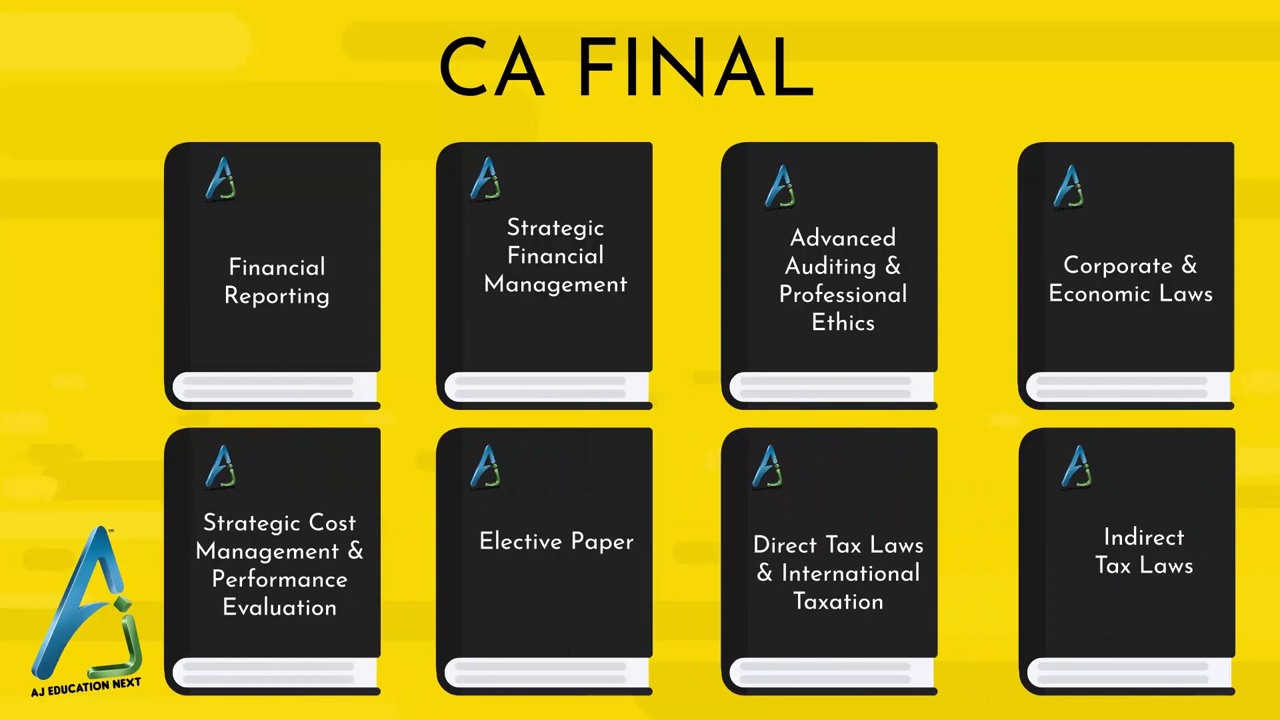 CA FINAL
Financial
Reporting
Strategic
Financial
Management
Advanced
Auditing &
Professional
Ethics
Corporate &
Economic Laws
Strategic Cost
Management &
Performance
Evaluation
Elective Paper
Direct Tax Laws
& International
Taxation
Indirect
Tax Laws
AJ EDUCATION NEXT